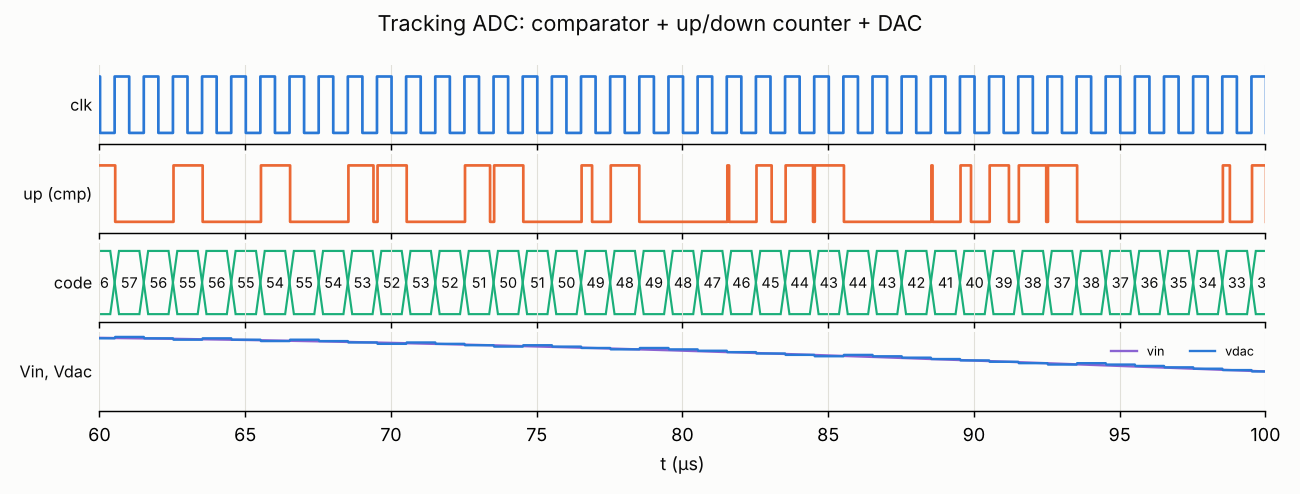 Tracking ADC: comparator + up/down counter + DAC
clk
up (cmp)
code 6 57 56 55 56 55 54 55 54 53 52 53 52 51 50 51 50 49 48 49 48 47 46 45 44 43 44 43 42 41 40 39 38 37 38 37 36 35 34 33 3
vin vdac
Vin, Vdac
60 65 70 75 80 85 90 95 100
t (µs)